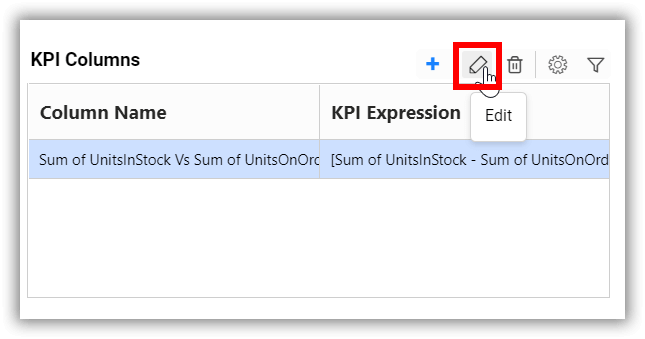 KPI Columns
Edit
Column Name KPI Expression
Sum of UnitsInStock Vs Sum of UnitsOnOrd [Sum of UnitsInStock - Sum of UnitsOnOrd